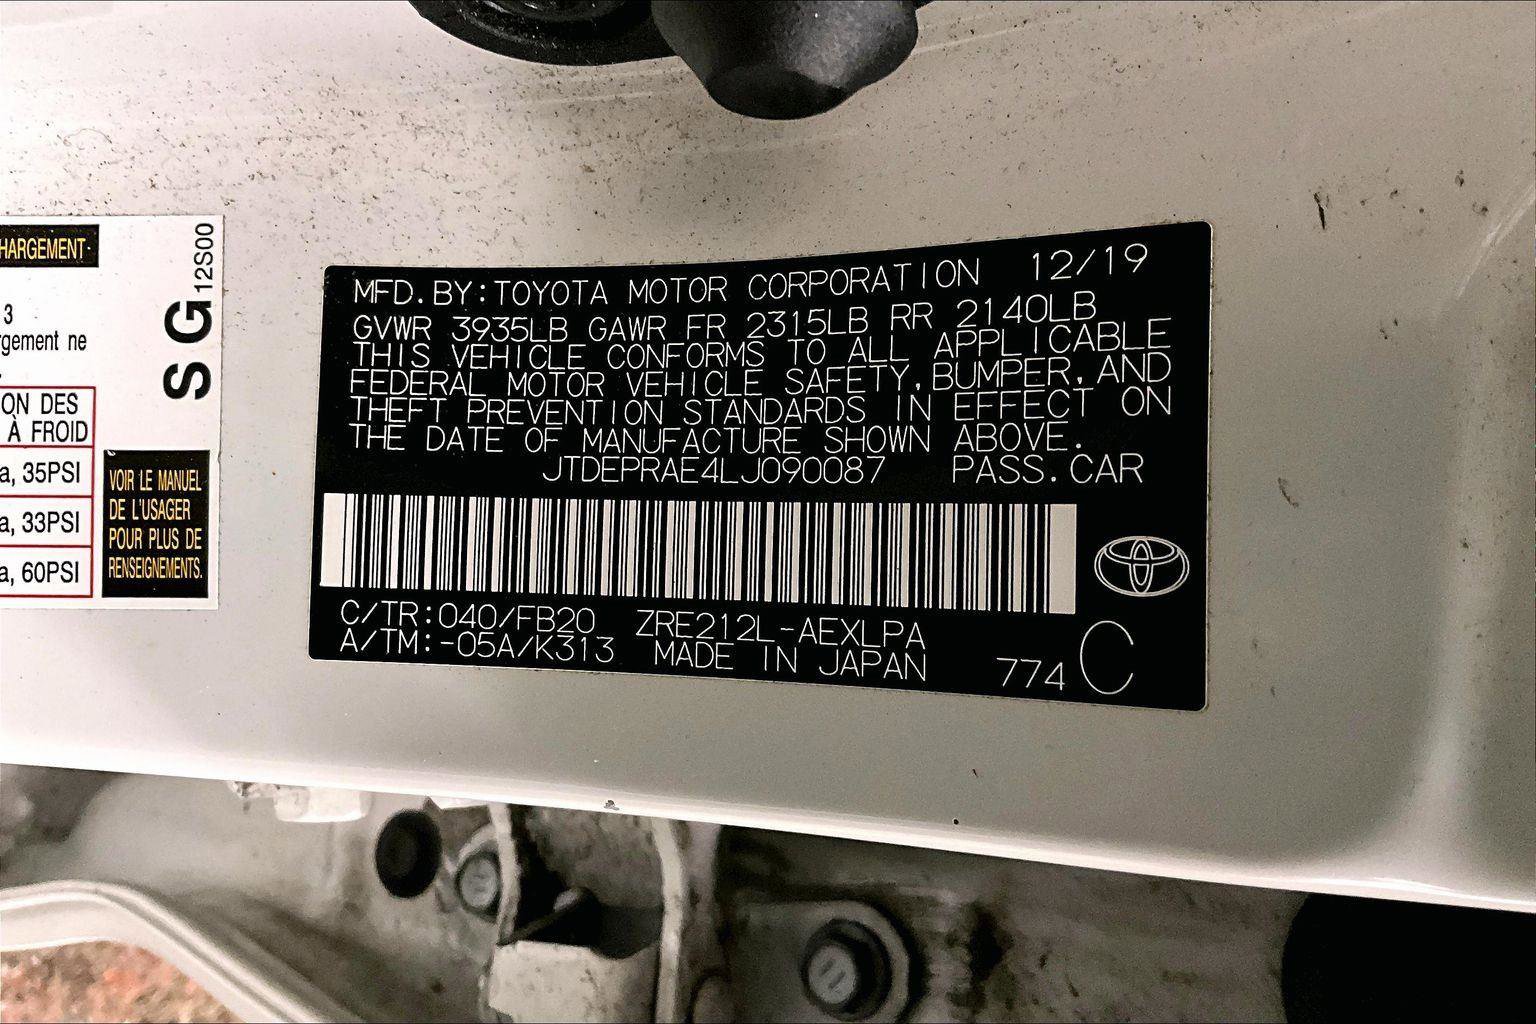 HARGEMENT
12S00
SG
3
gement ne
ON DES
À FROID
a, 35PSI
a, 33PSI
a, 60PSI
VOIR LE MANUEL
DE L'USAGER
POUR PLUS DE
RENSEIGNEMENTS.
MFD. BY: TOYOTA MOTOR CORPORATION 12/19
GVWR 3935LB GAWR FR 2315LB RR 2140LB
THIS VEHICLE CONFORMS TO ALL APPLICABLE
FEDERAL MOTOR VEHICLE SAFETY, BUMPER, AND
THEFT PREVENTION STANDARDS IN EFFECT ON
THE DATE OF MANUFACTURE SHOWN ABOVE.
JTDEPRAE4LJ090087 PASS. CAR
C/TR: 040/FB20 ZRE212L-AEXLPA
A/TM: -05A/K313 MADE IN JAPAN 774 C